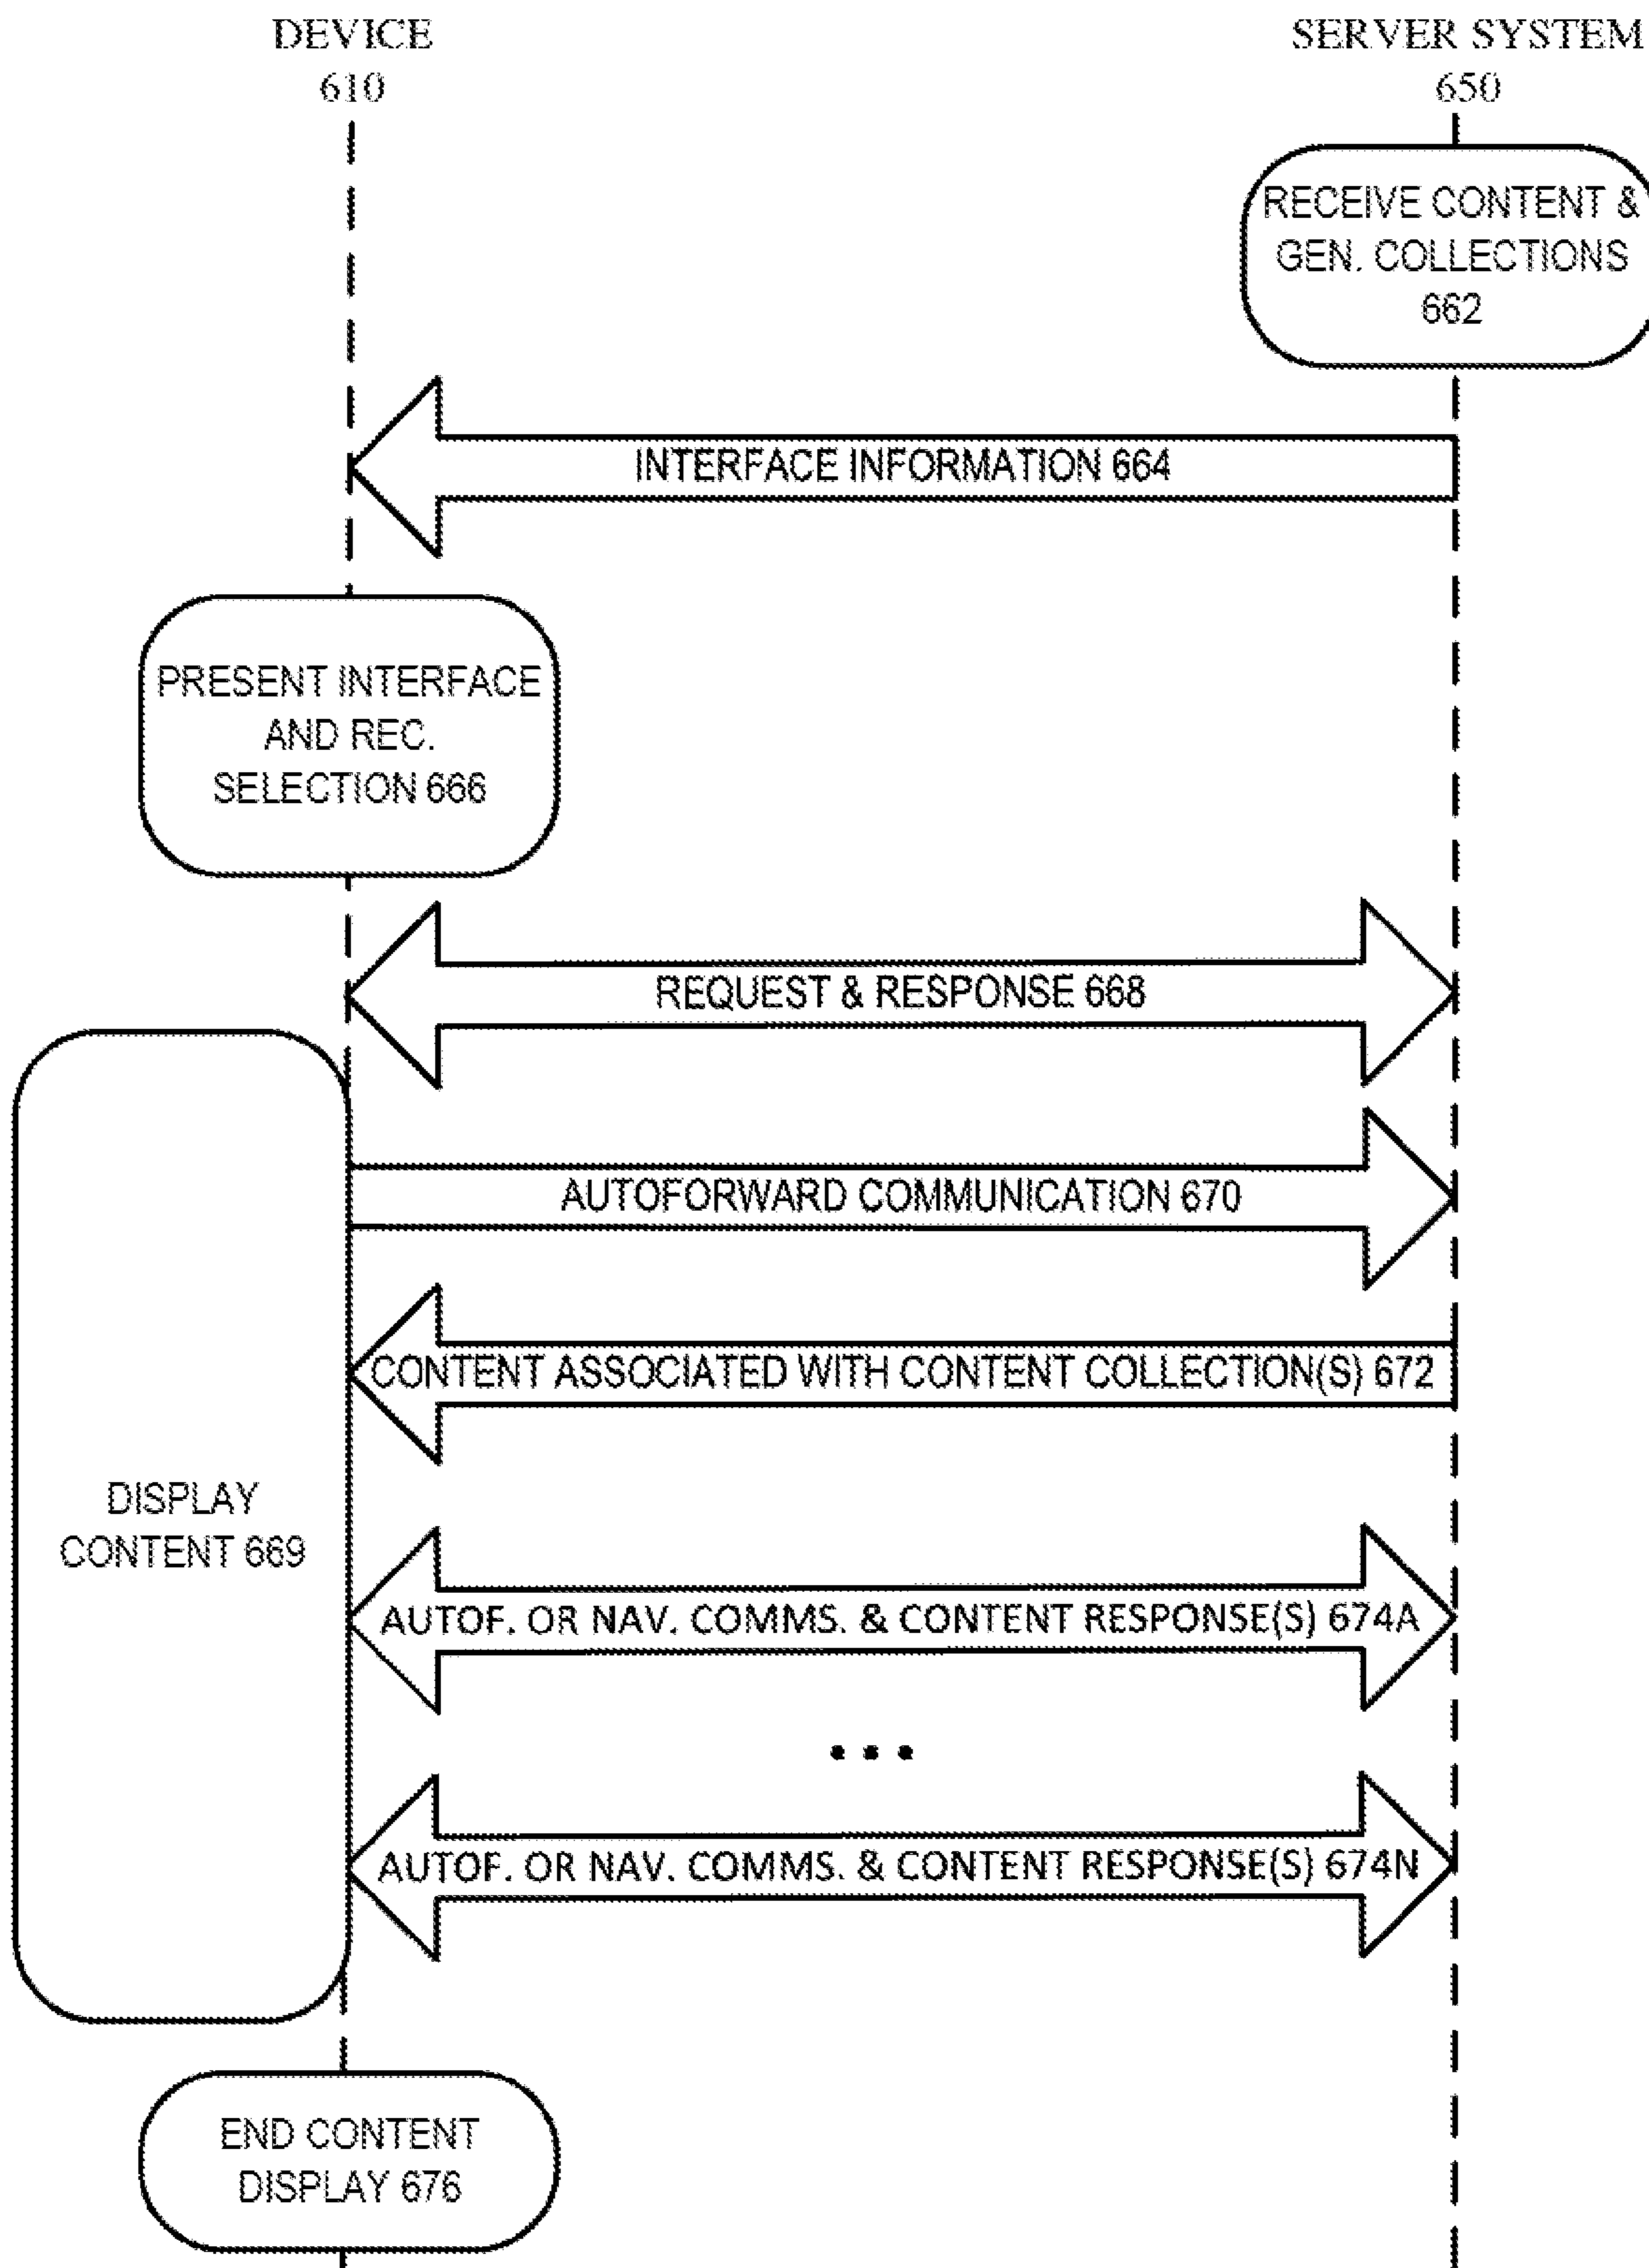 DEVICE
610
SERVER SYSTEM
650
RECEIVE CONTENT &
GEN. COLLECTIONS
662
INTERFACE INFORMATION 664
PRESENT INTERFACE
AND REC.
SELECTION 666
REQUEST & RESPONSE 668
AUTOFORWARD COMMUNICATION 670
CONTENT ASSOCIATED WITH CONTENT COLLECTION(S) 672
DISPLAY
CONTENT 669
AUTOF. OR NAV. COMMS. & CONTENT RESPONSE(S) 674A
...
AUTOF. OR NAV. COMMS. & CONTENT RESPONSE(S) 674N
END CONTENT
DISPLAY 676